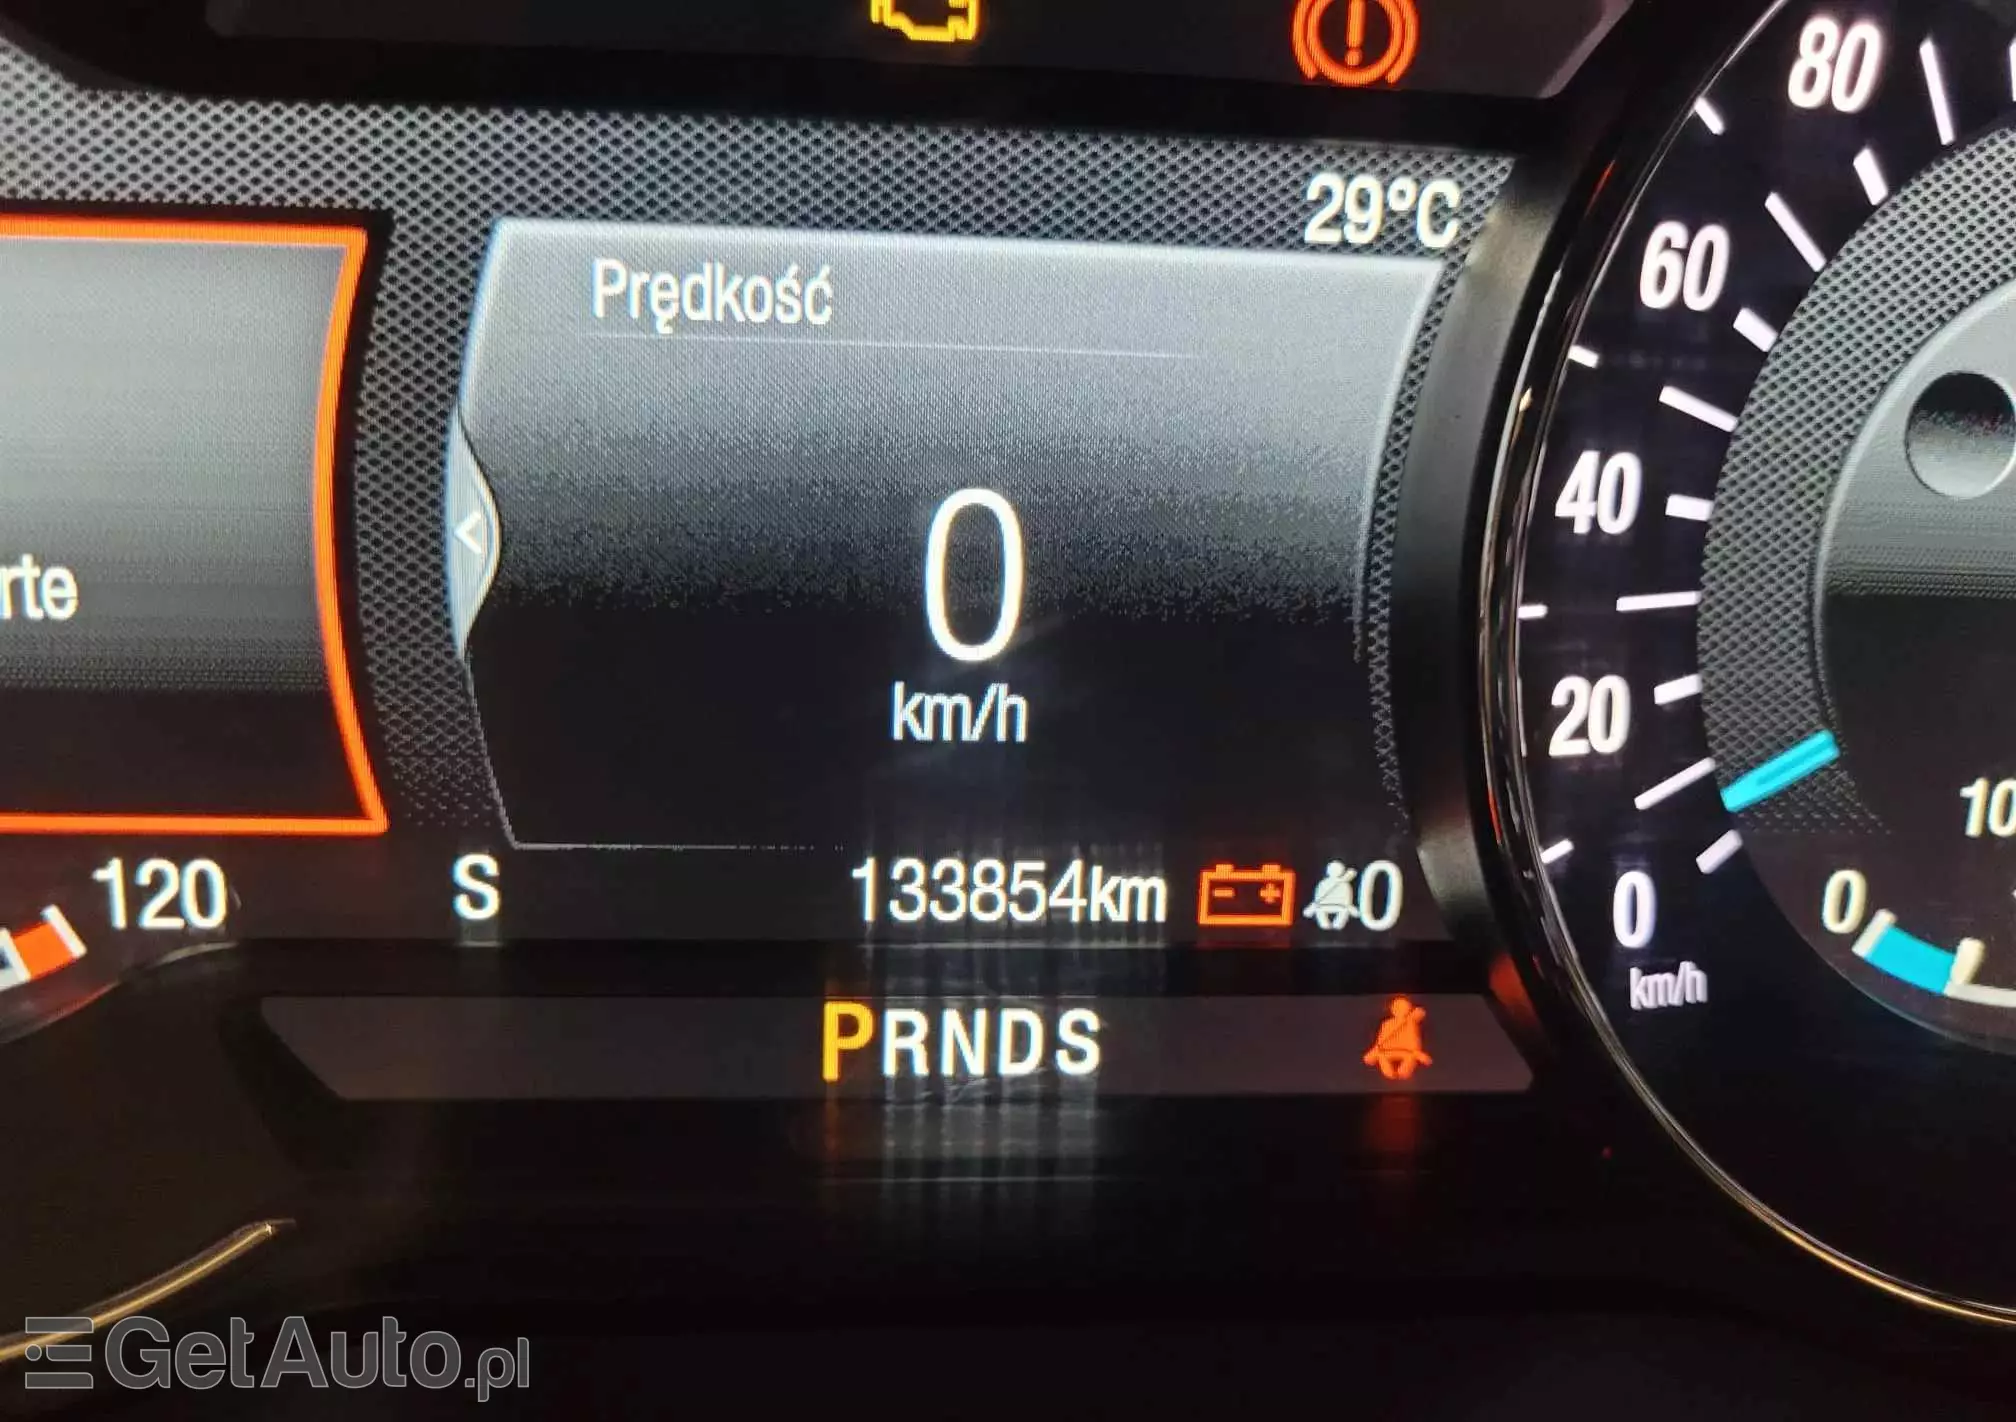 80
29°C
Prędkość
60
40
rte
0
km/h
20
10
120
S
133854km
0
0
0
km/h
PRNDS
GetAuto.pl